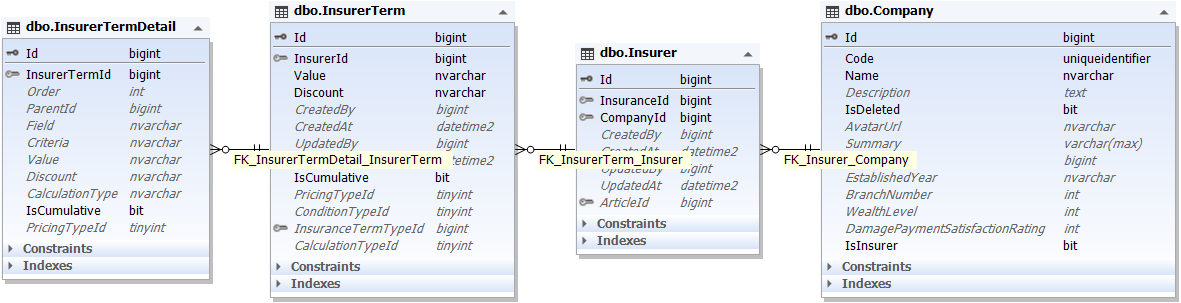 dbo.InsurerTermDetail
Id bigint
InsurerTermId bigint
Order int
ParentId bigint
Field nvarchar
Criteria nvarchar
Value nvarchar
Discount nvarchar
CalculationType nvarchar
IsCumulative bit
PricingTypeId tinyint
Constraints
Indexes
FK_InsurerTermDetail_InsurerTerm
dbo.InsurerTerm
Id bigint
InsurerId bigint
Value nvarchar
Discount nvarchar
CreatedBy bigint
CreatedAt datetime2
UpdatedBy bigint
IsCumulative bit
PricingTypeId tinyint
ConditionTypeId tinyint
InsuranceTermTypeId bigint
CalculationTypeId tinyint
Constraints
Indexes
FK_InsurerTerm_Insurer
dbo.Insurer
Id bigint
InsuranceId bigint
CompanyId bigint
CreatedBy bigint
CreatedAt datetime2
UpdatedBy bigint
UpdatedAt datetime2
ArticleId bigint
Constraints
Indexes
FK_Insurer_Company
dbo.Company
Id bigint
Code uniqueidentifier
Name nvarchar
Description text
IsDeleted bit
AvatarUrl nvarchar
Summary varchar(max)
bigint
EstablishedYear nvarchar
BranchNumber int
WealthLevel int
DamagePaymentSatisfactionRating int
IsInsurer bit
Constraints
Indexes